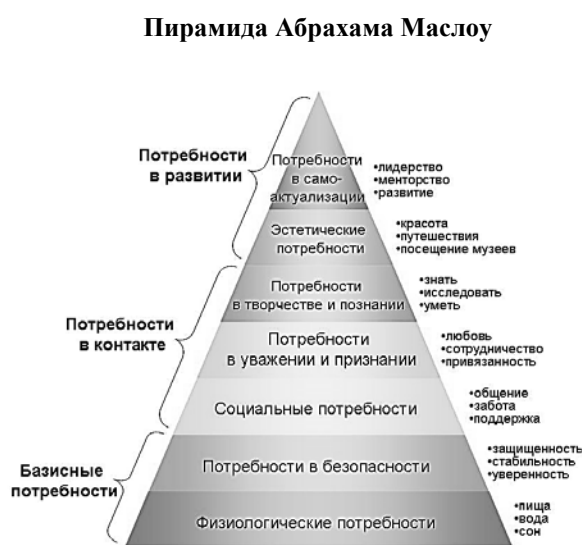 Пирамида Абрахама Маслоу
Потребности
в развитии
Потребности
в само-
актуализации
•лидерство
•менторство
•развитие
Эстетические
потребности
•красота
•путешествия
•посещение музеев
Потребности
в контакте
Потребности
в творчестве и познании
•знать
•исследовать
•уметь
Потребности
в уважении и признании
•любовь
•сотрудничество
•привязанность
Социальные потребности
•общение
•забота
•поддержка
Базисные
потребности
Потребности в безопасности
•защищенность
•стабильность
•уверенность
Физиологические потребности
•пища
•вода
•сон